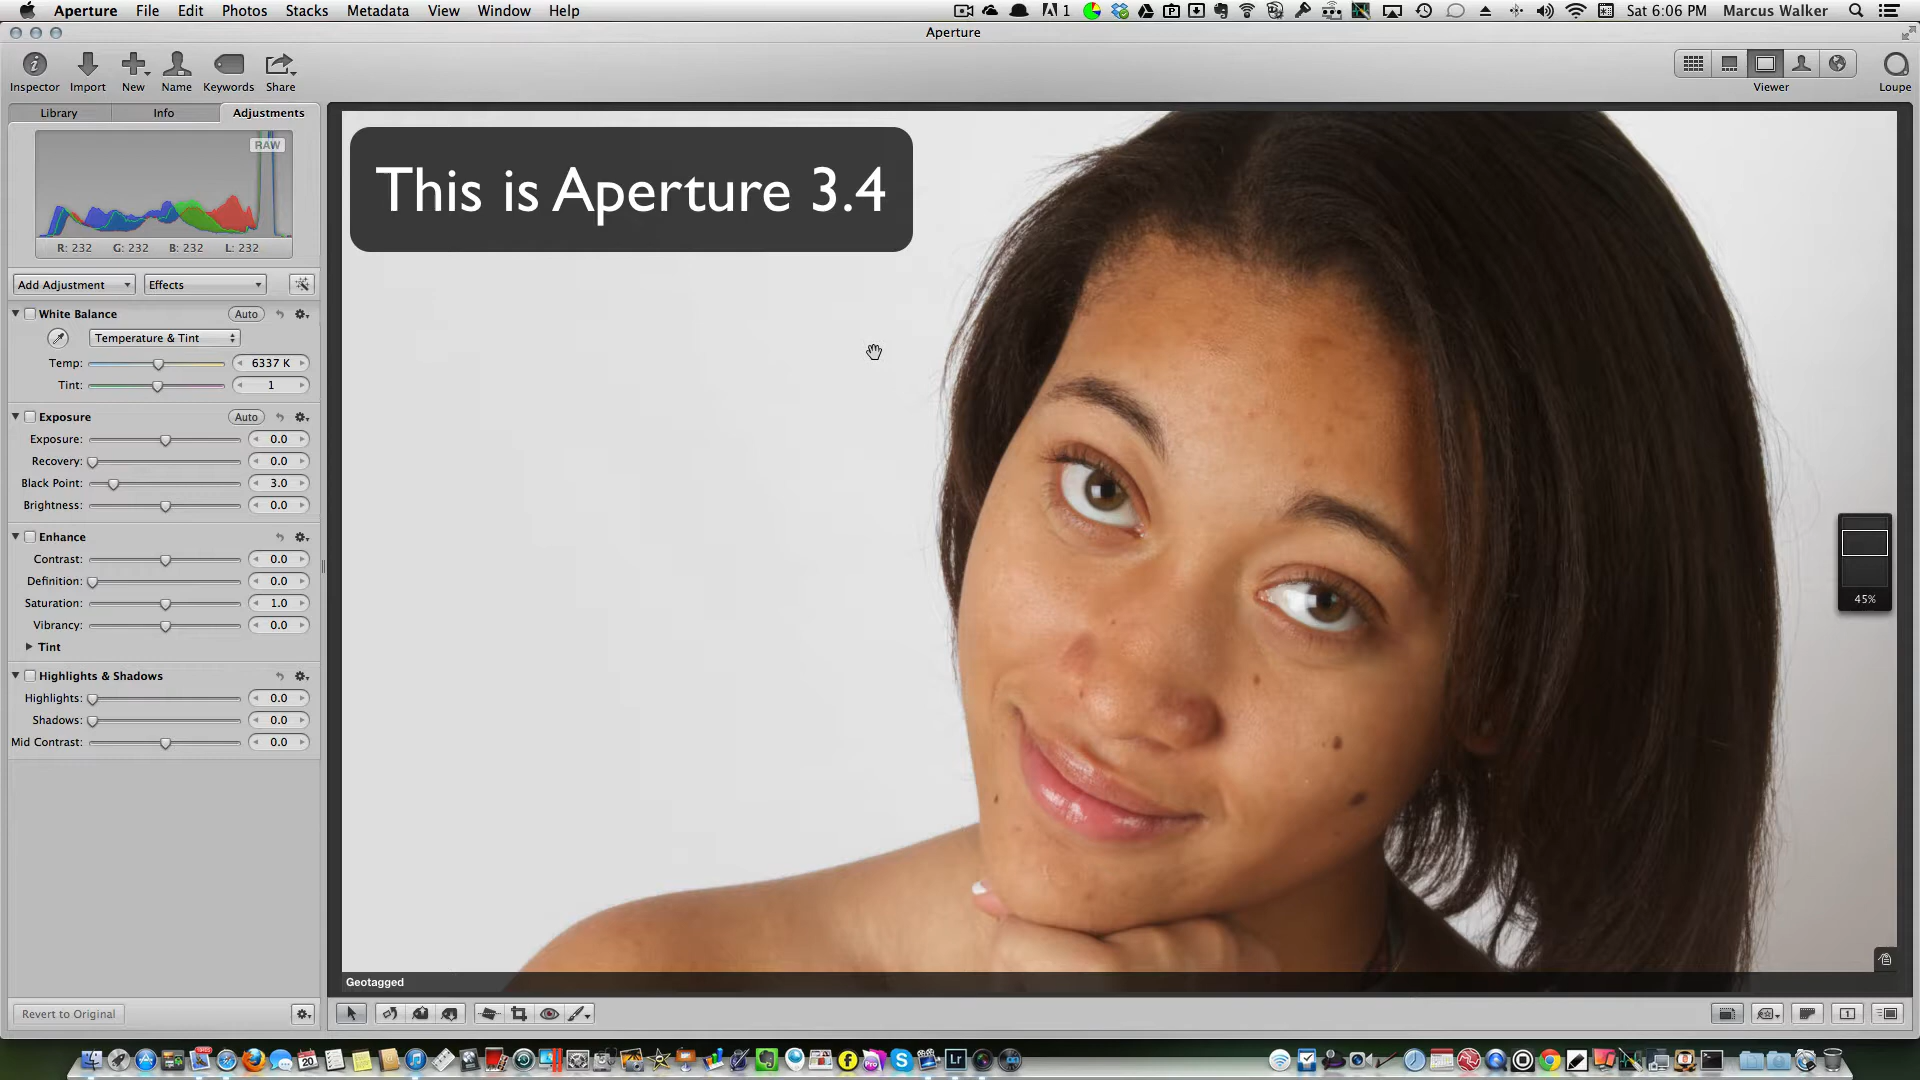 Aperture File Edit Photos Stacks Metadata View Window Help 1 Sat 6:06 PM Marcus Walker
Aperture
Inspector Import New Name Keywords Share Viewer Loupe
Library Info Adjustments
RAW
This is Aperture 3.4
R: 232 G: 232 B: 232 L: 232
Add Adjustment Effects
White Balance Auto
Temperature & Tint
Temp: 6337 K
Tint: 1
Exposure Auto
Exposure: 0.0
Recovery: 0.0
Black Point: 3.0
Brightness: 0.0
Enhance
Contrast: 0.0
Definition: 0.0
Saturation: 1.0
Vibrancy: 0.0
Tint
45%
Highlights & Shadows
Highlights: 0.0
Shadows: 0.0
Mid Contrast: 0.0
Geotagged
Revert to Original 1
20 f Pro S Lr